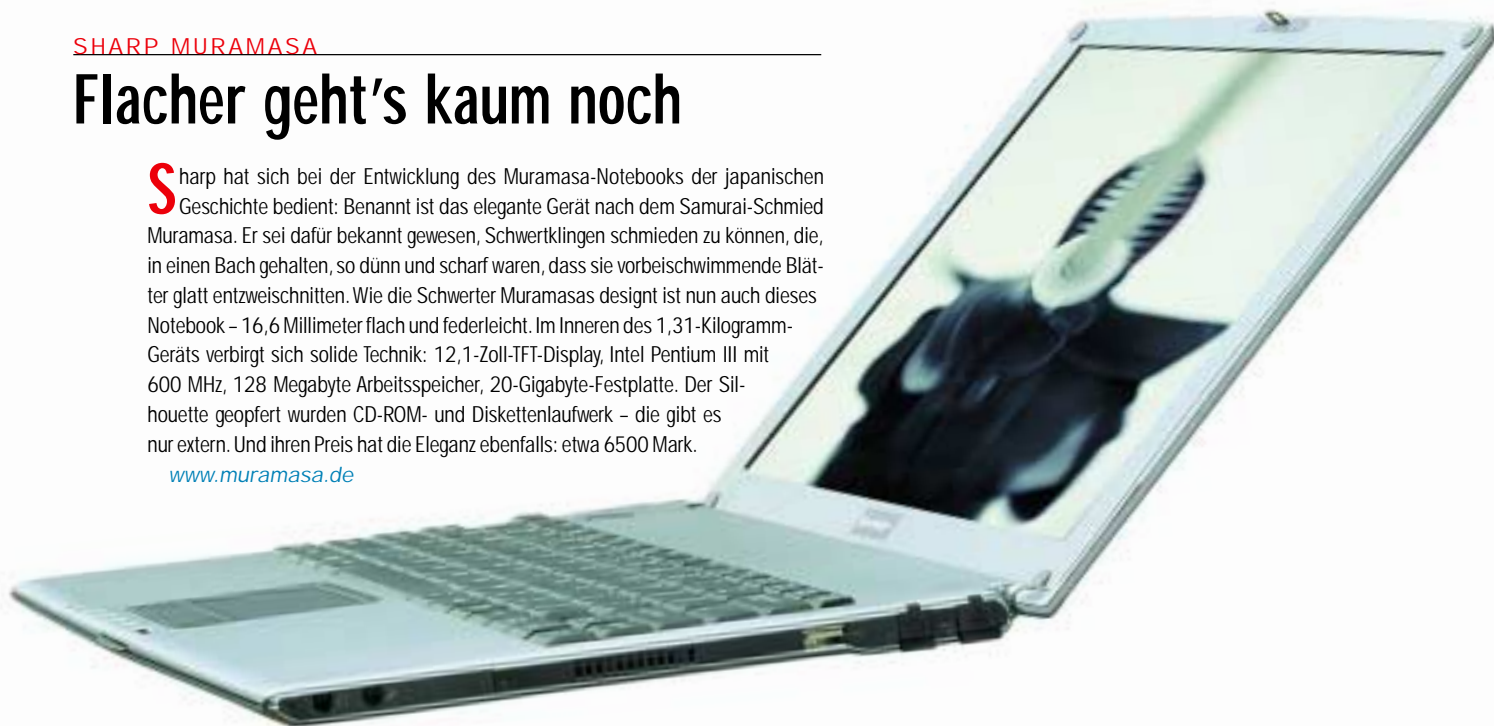 SHARP MURAMASA
Flacher geht's kaum noch
Sharp hat sich bei der Entwicklung des Muramasa-Notebooks der japanischen
Geschichte bedient: Benannt ist das elegante Gerät nach dem Samurai-Schmied
Muramasa. Er sei dafür bekannt gewesen, Schwertklingen schmieden zu können, die,
in einen Bach gehalten, so dünn und scharf waren, dass sie vorbeischwimmende Blät-
ter glatt entzweischnitten. Wie die Schwerter Muramasas designt ist nun auch dieses
Notebook – 16,6 Millimeter flach und federleicht. Im Inneren des 1,31-Kilogramm-
Geräts verbirgt sich solide Technik: 12,1-Zoll-TFT-Display, Intel Pentium III mit
600 MHz, 128 Megabyte Arbeitsspeicher, 20-Gigabyte-Festplatte. Der Sil-
houette geopfert wurden CD-ROM- und Diskettenlaufwerk – die gibt es
nur extern. Und ihren Preis hat die Eleganz ebenfalls: etwa 6500 Mark.
www.muramasa.de